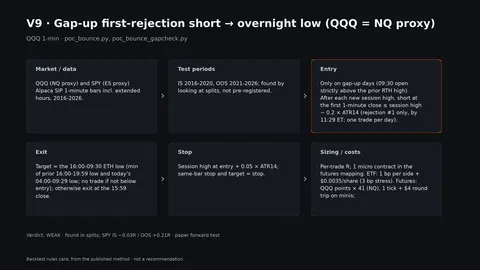 V9 · Gap-up first-rejection short → overnight low (QQQ = NQ proxy)
QQQ 1-min · poc_bounce.py, poc_bounce_gapcheck.py
Market / data
QQQ (NQ proxy) and SPY (ES proxy)
Alpaca SIP 1-minute bars incl. extended
hours, 2016-2026.
Test periods
IS 2016-2020, OOS 2021-2026; found by
looking at splits, not pre-registered.
Entry
Only on gap-up days (09:30 open
strictly above the prior RTH high).
After each new session high, short at
the first 1-minute close ≤ session high
− 0.2 × ATR14 (rejection #1 only, by
11:29 ET; one trade per day).
Exit
Target = the 16:00-09:30 ETH low (min
of prior 16:00-19:59 low and today's
04:00-09:29 low; no trade if not below
entry); otherwise exit at the 15:59
close.
Stop
Session high at entry + 0.05 × ATR14;
same-bar stop and target = stop.
Sizing / costs
Per-trade R; 1 micro contract in the
futures mapping. ETF: 1 bp per side +
$0.0035/share (3 bp stress). Futures:
QQQ points × 41 (NQ), 1 tick + $4 round
trip on minis;
Verdict: WEAK · found in splits; SPY IS −0.03R / OOS +0.21R · paper forward test
Backtest rules card, from the published method · not a recommendation.